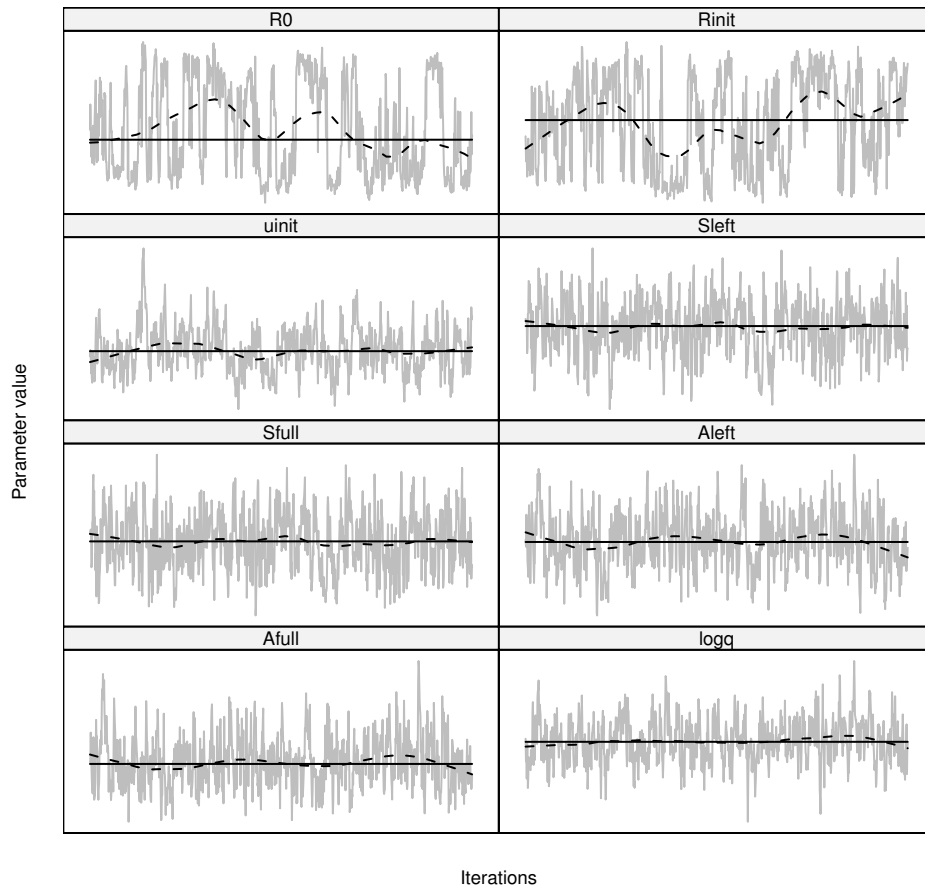 R0
Rinit
uinit
Sleft
Sfull
Aleft
Afull
logq
Parameter value
Iterations